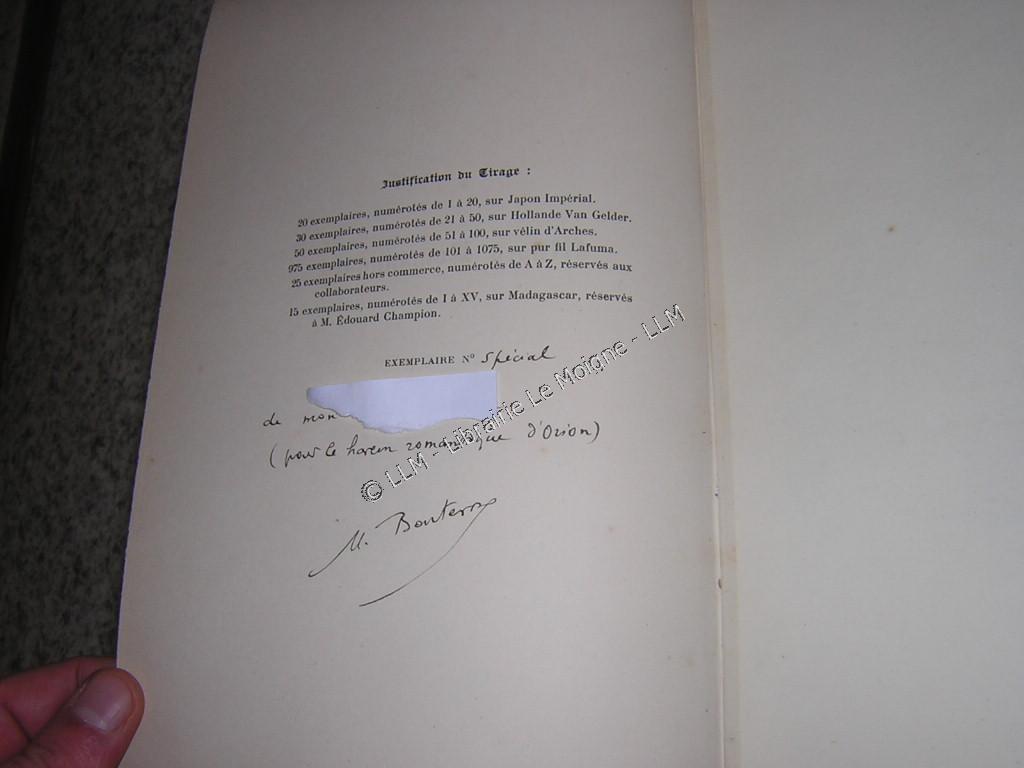 Justification du Tirage :
20 exemplaires, numérotés de 1 à 20, sur Japon Impérial.
30 exemplaires, numérotés de 21 à 50, sur Hollande Van Gelder.
50 exemplaires, numérotés de 51 à 100, sur vélin d'Arches.
975 exemplaires, numérotés de 101 à 1075, sur pur fil Lafuma.
25 exemplaires hors commerce, numérotés de A à Z, réservés aux
collaborateurs.
15 exemplaires, numérotés de I à XV, sur Madagascar, réservés
à M. Édouard Champion.
EXEMPLAIRE Nº Spécial
de mon
(pour le harem romantique d'Orion)
M.
© LLM - Librairie Le Moigne - LLM